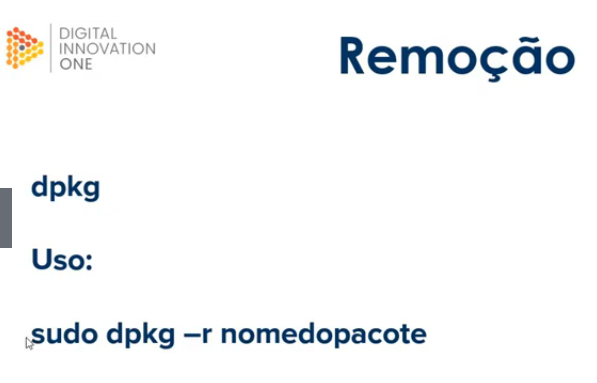 DIGITAL
INNOVATION
ONE
Remoção
dpkg
Uso:
sudo dpkg –r nomedopacote